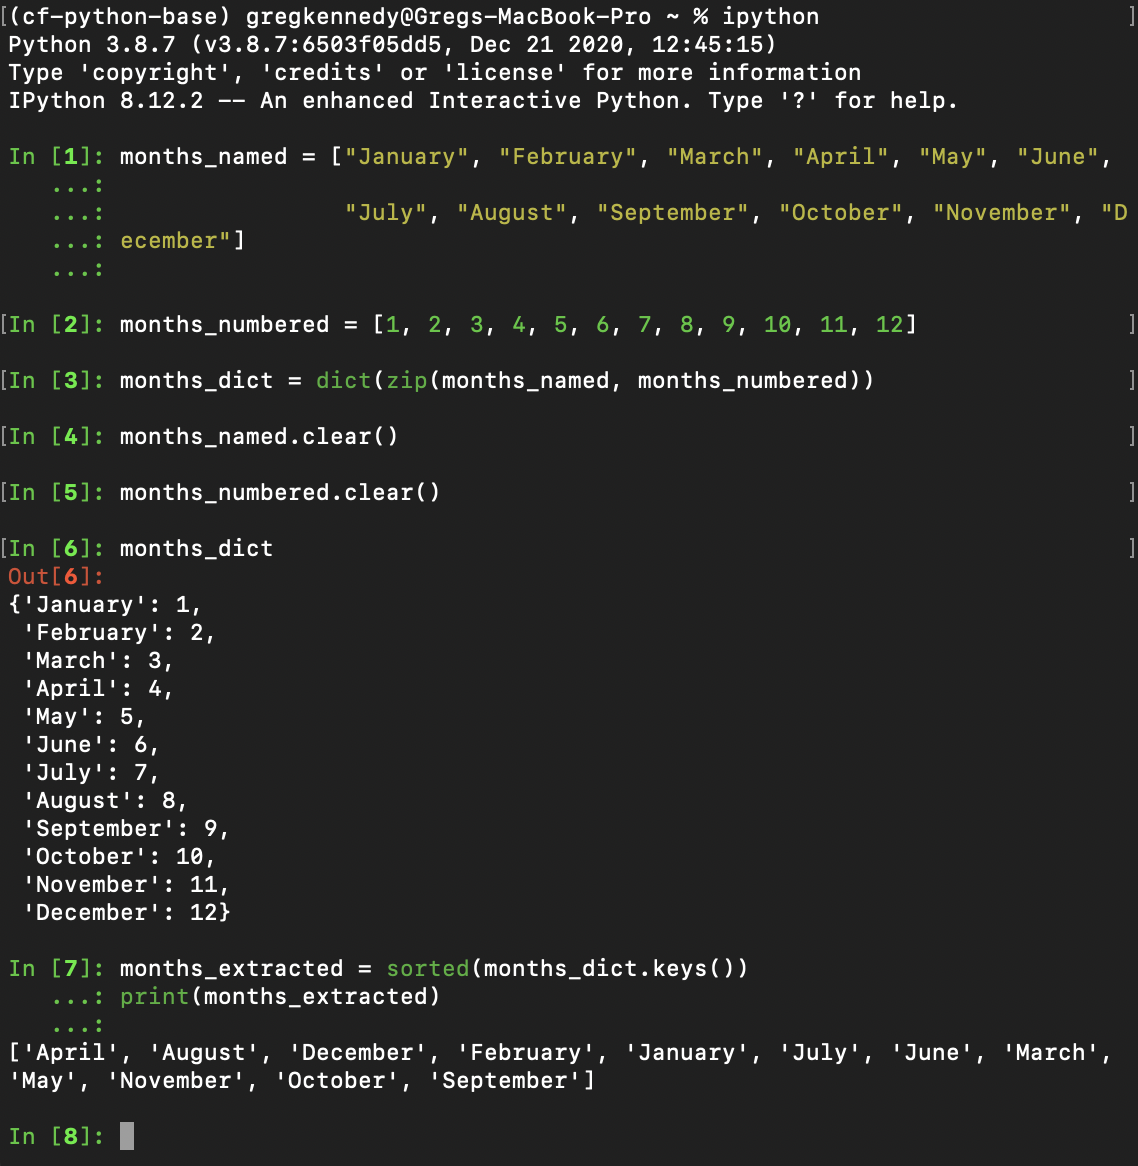 [(cf-python-base) gregkennedy@Gregs-MacBook-Pro ~ % ipython ]
Python 3.8.7 (v3.8.7:6503f05dd5, Dec 21 2020, 12:45:15)
Type 'copyright', 'credits' or 'license' for more information
IPython 8.12.2 -- An enhanced Interactive Python. Type '?' for help.
In [1]: months_named = ["January", "February", "March", "April", "May", "June",
...:
...: "July", "August", "September", "October", "November", "D
...: ecember"]
...:
[In [2]: months_numbered = [1, 2, 3, 4, 5, 6, 7, 8, 9, 10, 11, 12] ]
[In [3]: months_dict = dict(zip(months_named, months_numbered)) ]
[In [4]: months_named.clear() ]
[In [5]: months_numbered.clear() ]
[In [6]: months_dict ]
Out[6]:
{'January': 1,
'February': 2,
'March': 3,
'April': 4,
'May': 5,
'June': 6,
'July': 7,
'August': 8,
'September': 9,
'October': 10,
'November': 11,
'December': 12}
In [7]: months_extracted = sorted(months_dict.keys())
...: print(months_extracted)
...:
['April', 'August', 'December', 'February', 'January', 'July', 'June', 'March',
'May', 'November', 'October', 'September']
In [8]: